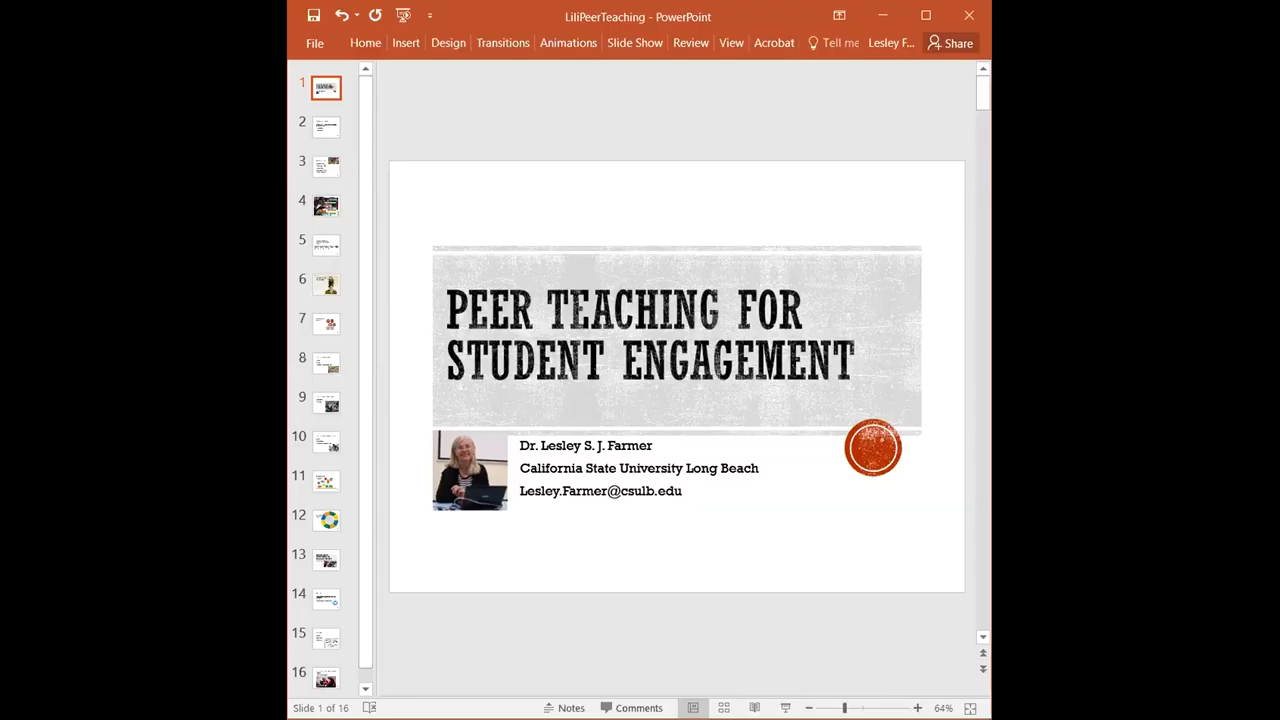 LiliPeerTeaching - PowerPoint
File Home Insert Design Transitions Animations Slide Show Review View Acrobat Tell me Lesley F... Share
1
2
3
4
5
6
7
8
9
10
11
12
13
14
15
16
PEER TEACHING FOR
STUDENT ENGAGEMENT
Dr. Lesley S. J. Farmer
California State University Long Beach
Lesley.Farmer@csulb.edu
Slide 1 of 16 Notes Comments 64%